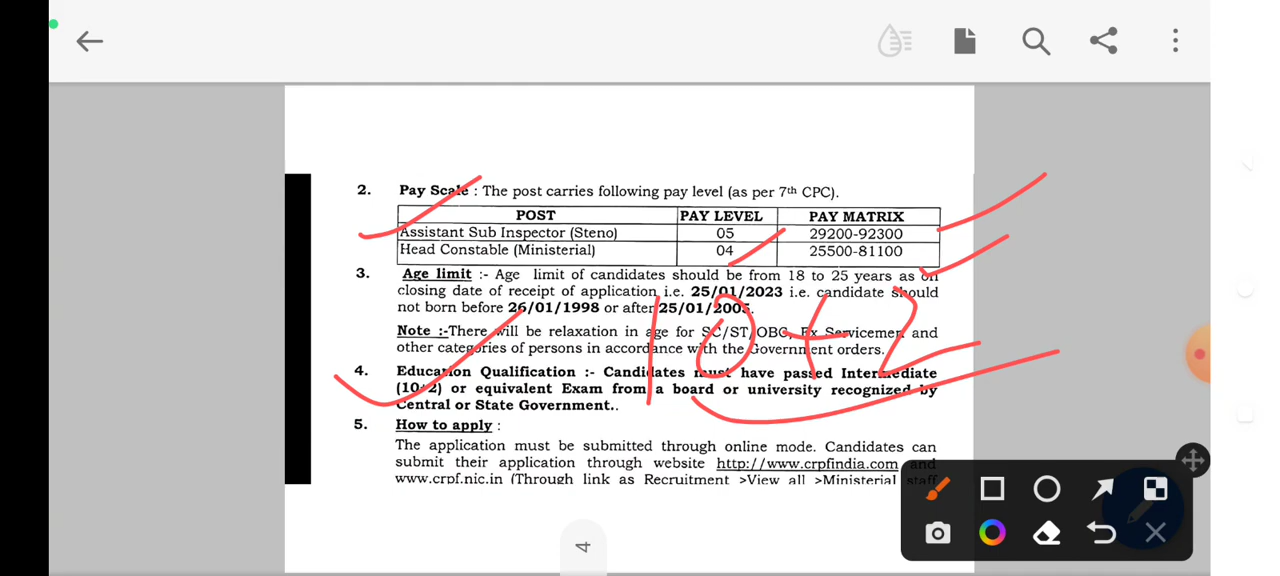 2. Pay Scale : The post carries following pay level (as per 7th CPC).
POST PAY LEVEL PAY MATRIX
Assistant Sub Inspector (Steno) 05 29200-92300
Head Constable (Ministerial) 04 25500-81100
3. Age limit :- Age limit of candidates should be from 18 to 25 years as on
closing date of receipt of application i.e. 25/01/2023 i.e. candidate should
not born before 26/01/1998 or after 25/01/2005.
Note :-There will be relaxation in age for SC/ST/OBC, Ex Servicemen and
other categories of persons in accordance with the Government orders.
10+2
4. Education Qualification :- Candidates must have passed Intermediate
(10+2) or equivalent Exam from a board or university recognized by
Central or State Government..
5. How to apply :
The application must be submitted through online mode. Candidates can
submit their application through website http://www.crpfindia.com and
www.crpf.nic.in (Through link as Recruitment >View all >Ministerial staff
4